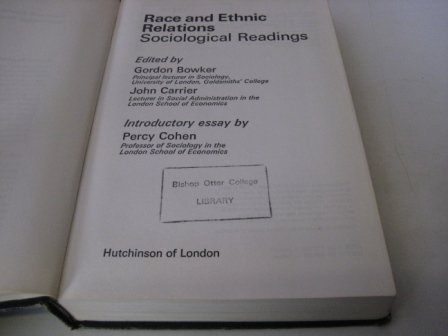 Race and Ethnic
Relations
Sociological Readings
Edited by
Gordon Bowker
Principal lecturer in Sociology,
University of London, Goldsmiths' College
John Carrier
Lecturer in Social Administration in the
London School of Economics
Introductory essay by
Percy Cohen
Professor of Sociology in the
London School of Economics
Bishop Otter College
LIBRARY
Hutchinson of London